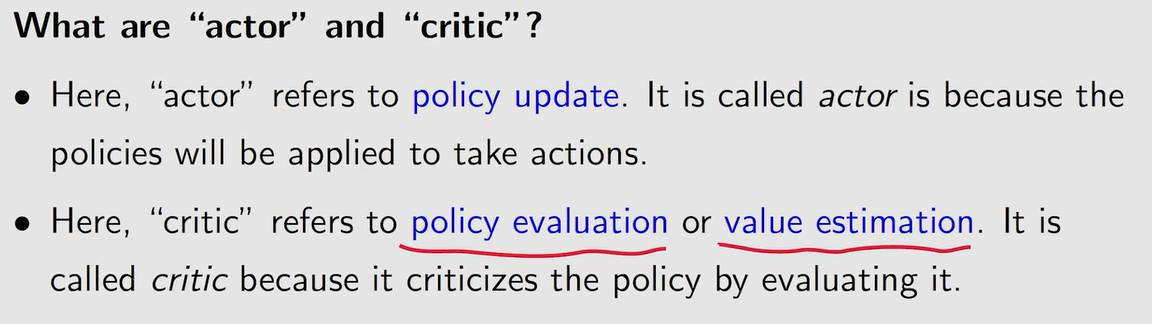 What are “actor” and “critic”?
• Here, “actor” refers to policy update. It is called actor is because the
policies will be applied to take actions.
• Here, “critic” refers to policy evaluation or value estimation. It is
called critic because it criticizes the policy by evaluating it.